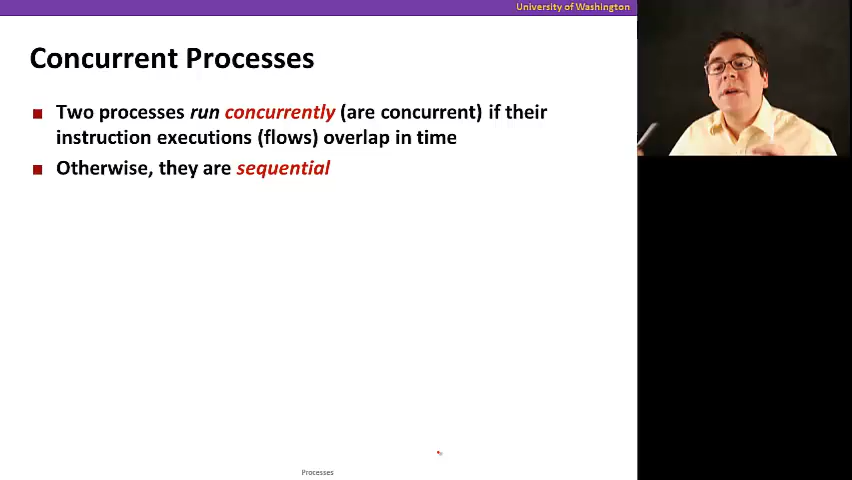 University of Washington
Concurrent Processes
Two processes run concurrently (are concurrent) if their
instruction executions (flows) overlap in time
Otherwise, they are sequential
Processes